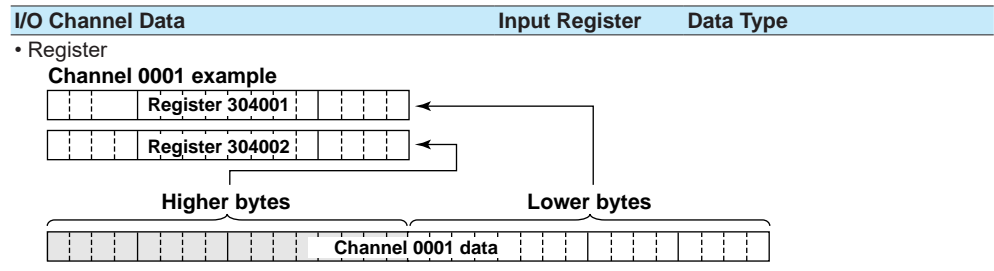 I/O Channel Data Input Register Data Type
• Register
Channel 0001 example
Register 304001
Register 304002
Higher bytes Lower bytes
Channel 0001 data